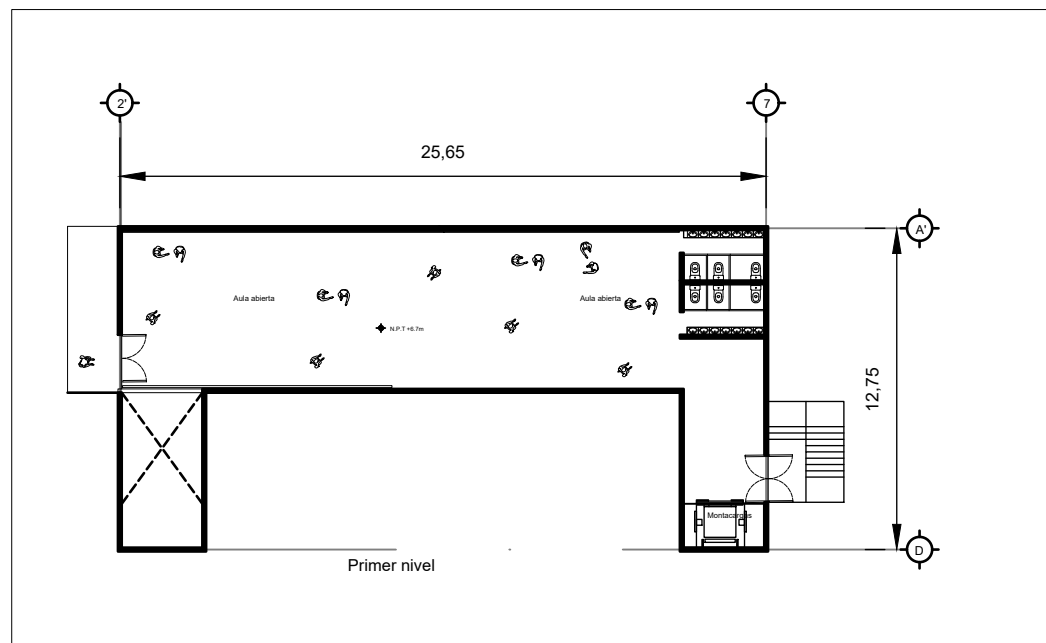 2'
7
25,65
A'
Aula abierta
Aula abierta
N.P.T +6.7m
12,75
Montacargas
D
Primer nivel